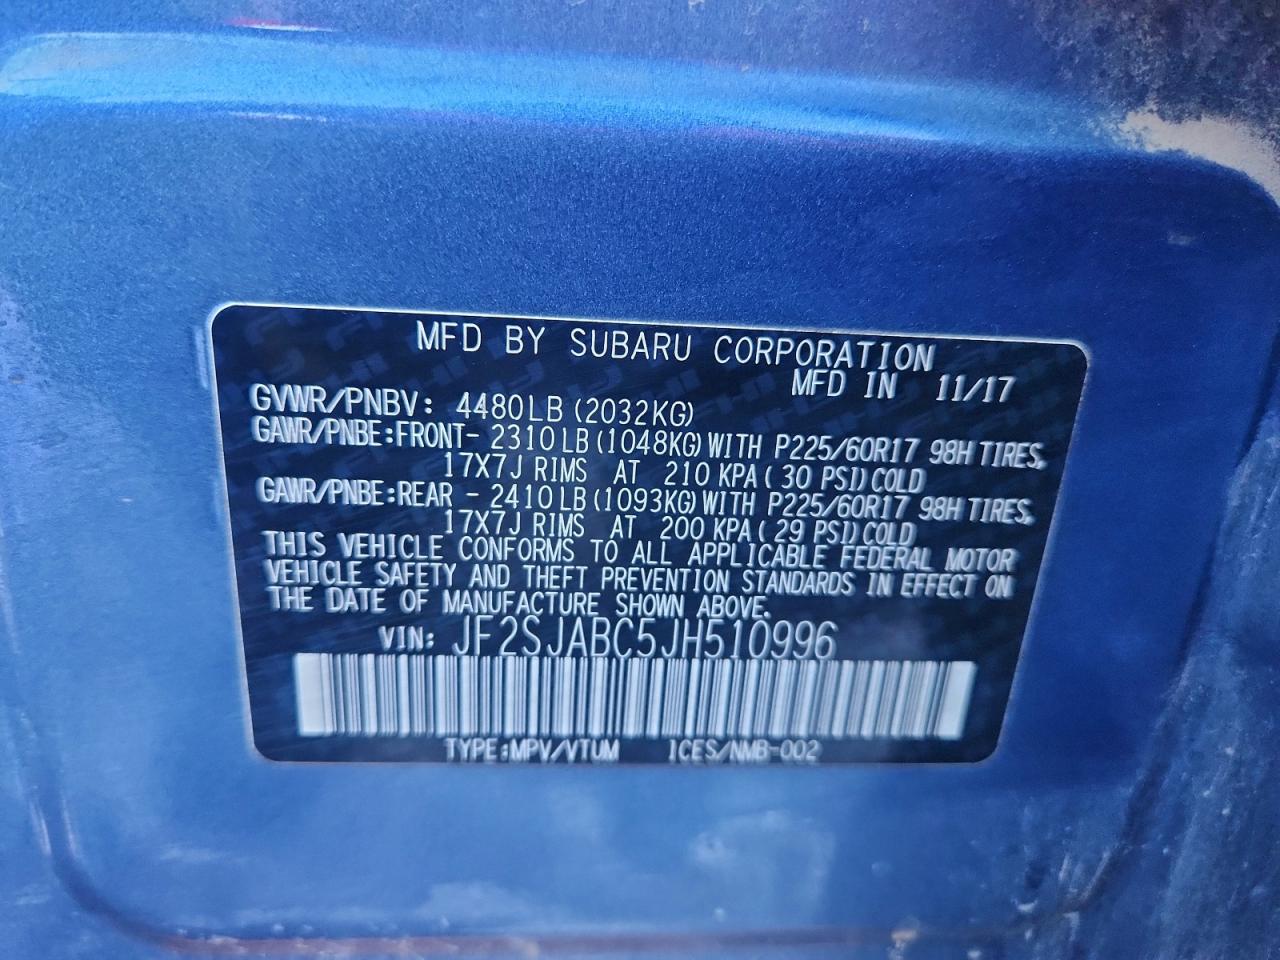 MFD BY SUBARU CORPORATION
MFD IN 11/17
GVWR/PNBV: 4480LB (2032KG)
GAWR/PNBE:FRONT- 2310LB(1048KG)WITH P225/60R17 98H TIRES,
17X7J RIMS AT 210 KPA( 30 PSI)COLD
GAWR/PNBE:REAR - 2410LB(1093KG)WITH P225/60R17 98H TIRES,
17X7J RIMS AT 200 KPA( 29 PSI)COLD
THIS VEHICLE CONFORMS TO ALL APPLICABLE FEDERAL MOTOR
VEHICLE SAFETY AND THEFT PREVENTION STANDARDS IN EFFECT ON
THE DATE OF MANUFACTURE SHOWN ABOVE.
VIN: JF2SJABC5JH510996
TYPE:MPV/VTUM ICES/NMB-002